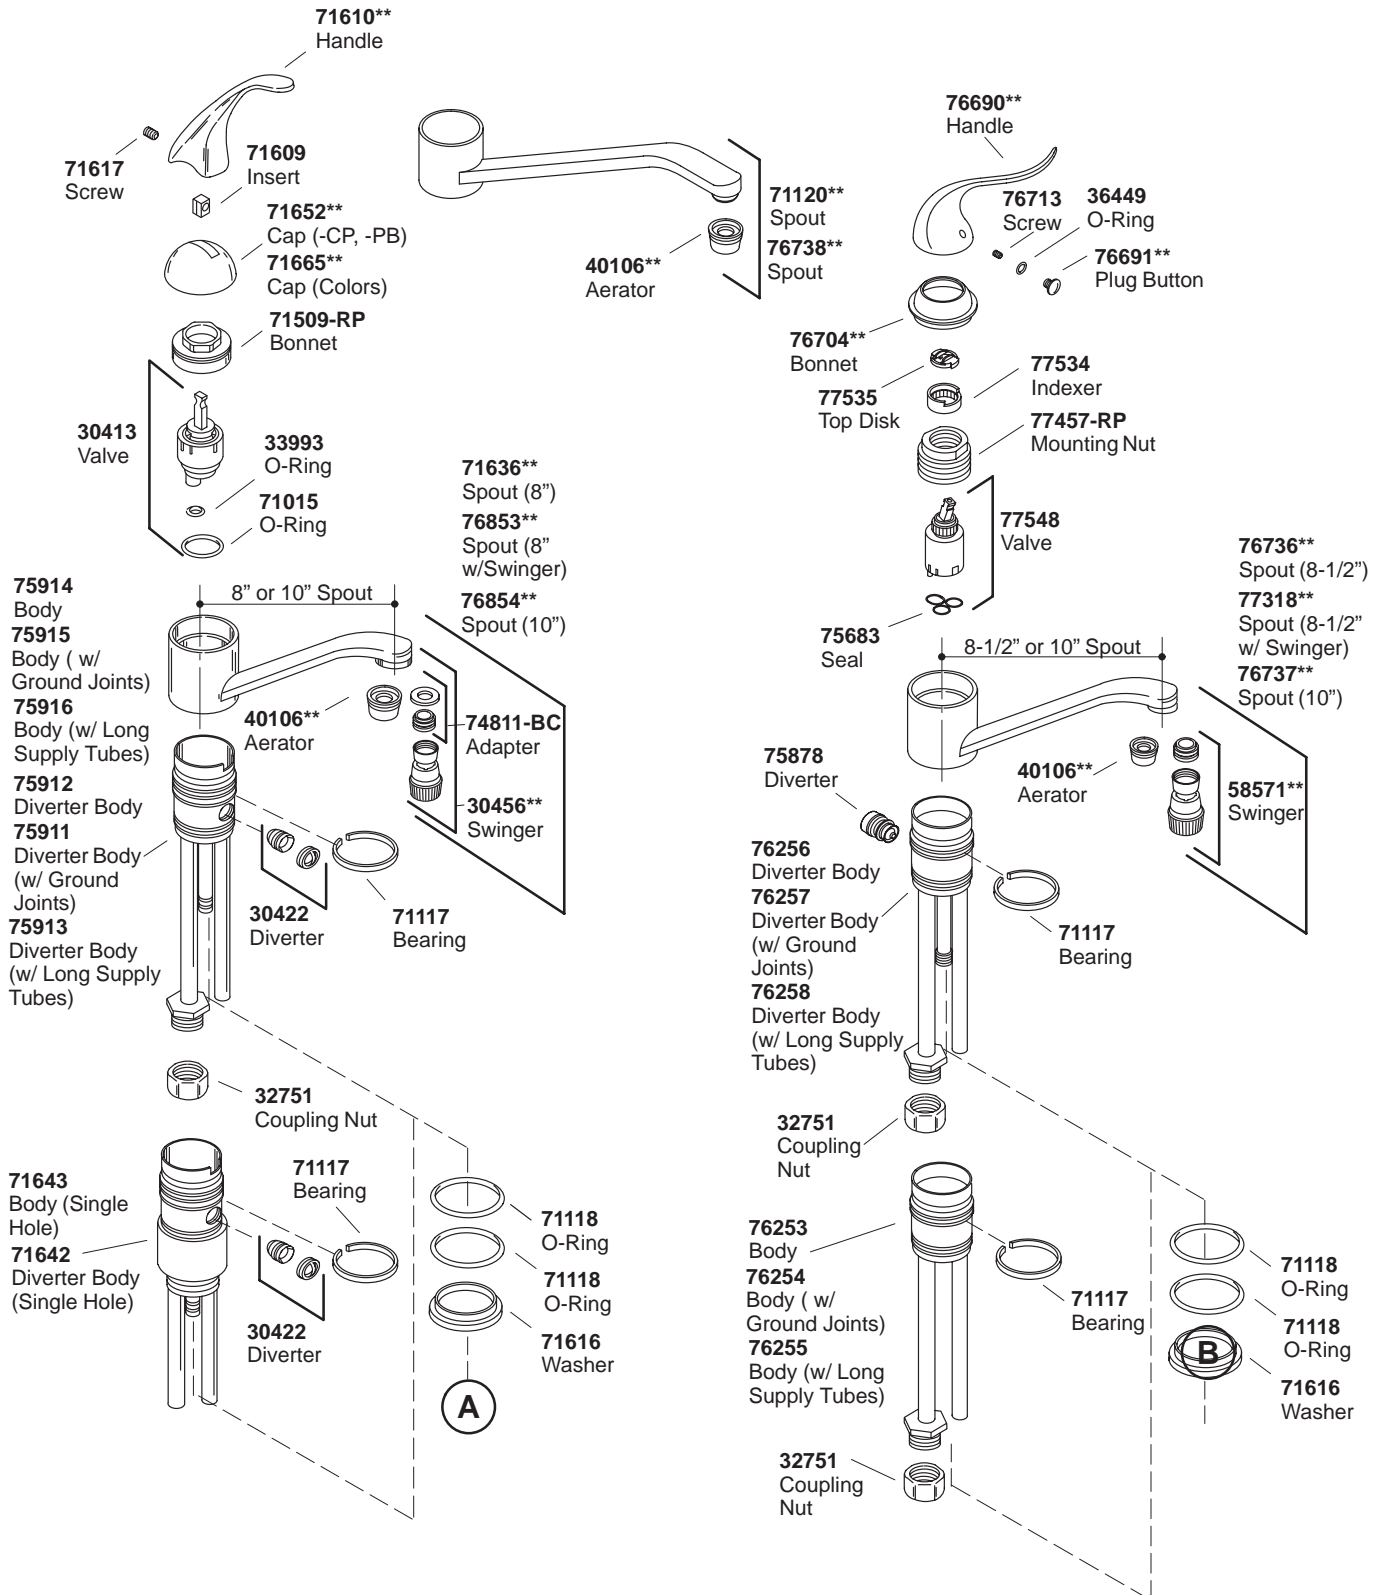 71610**
Handle
71617
Screw
71609
Insert
71652**
Cap (-CP, -PB)
71665**
Cap (Colors)
71509-RP
Bonnet
30413
Valve
33993
O-Ring
71015
O-Ring
40106**
Aerator
71120**
Spout
76738**
Spout
71636**
Spout (8”)
76853**
Spout (8”
w/Swinger)
76854**
Spout (10”)
8” or 10” Spout
75914
Body
75915
Body ( w/
Ground Joints)
75916
Body (w/ Long
Supply Tubes)
75912
Diverter Body
75911
Diverter Body
(w/ Ground
Joints)
75913
Diverter Body
(w/ Long Supply
Tubes)
40106**
Aerator
74811-BC
Adapter
30456**
Swinger
30422
Diverter
71117
Bearing
32751
Coupling Nut
71643
Body (Single
Hole)
71642
Diverter Body
(Single Hole)
71117
Bearing
30422
Diverter
71118
O-Ring
71118
O-Ring
71616
Washer
A
76690**
Handle
76713
Screw
36449
O-Ring
76691**
Plug Button
76704**
Bonnet
77535
Top Disk
77534
Indexer
77457-RP
Mounting Nut
77548
Valve
75683
Seal
76736**
Spout (8-1/2”)
77318**
Spout (8-1/2”
w/ Swinger)
76737**
Spout (10”)
8-1/2” or 10” Spout
75878
Diverter
40106**
Aerator
58571**
Swinger
76256
Diverter Body
76257
Diverter Body
(w/ Ground
Joints)
76258
Diverter Body
(w/ Long Supply
Tubes)
71117
Bearing
32751
Coupling
Nut
76253
Body
76254
Body ( w/
Ground Joints)
76255
Body (w/ Long
Supply Tubes)
71117
Bearing
32751
Coupling
Nut
71118
O-Ring
71118
O-Ring
71616
Washer
B